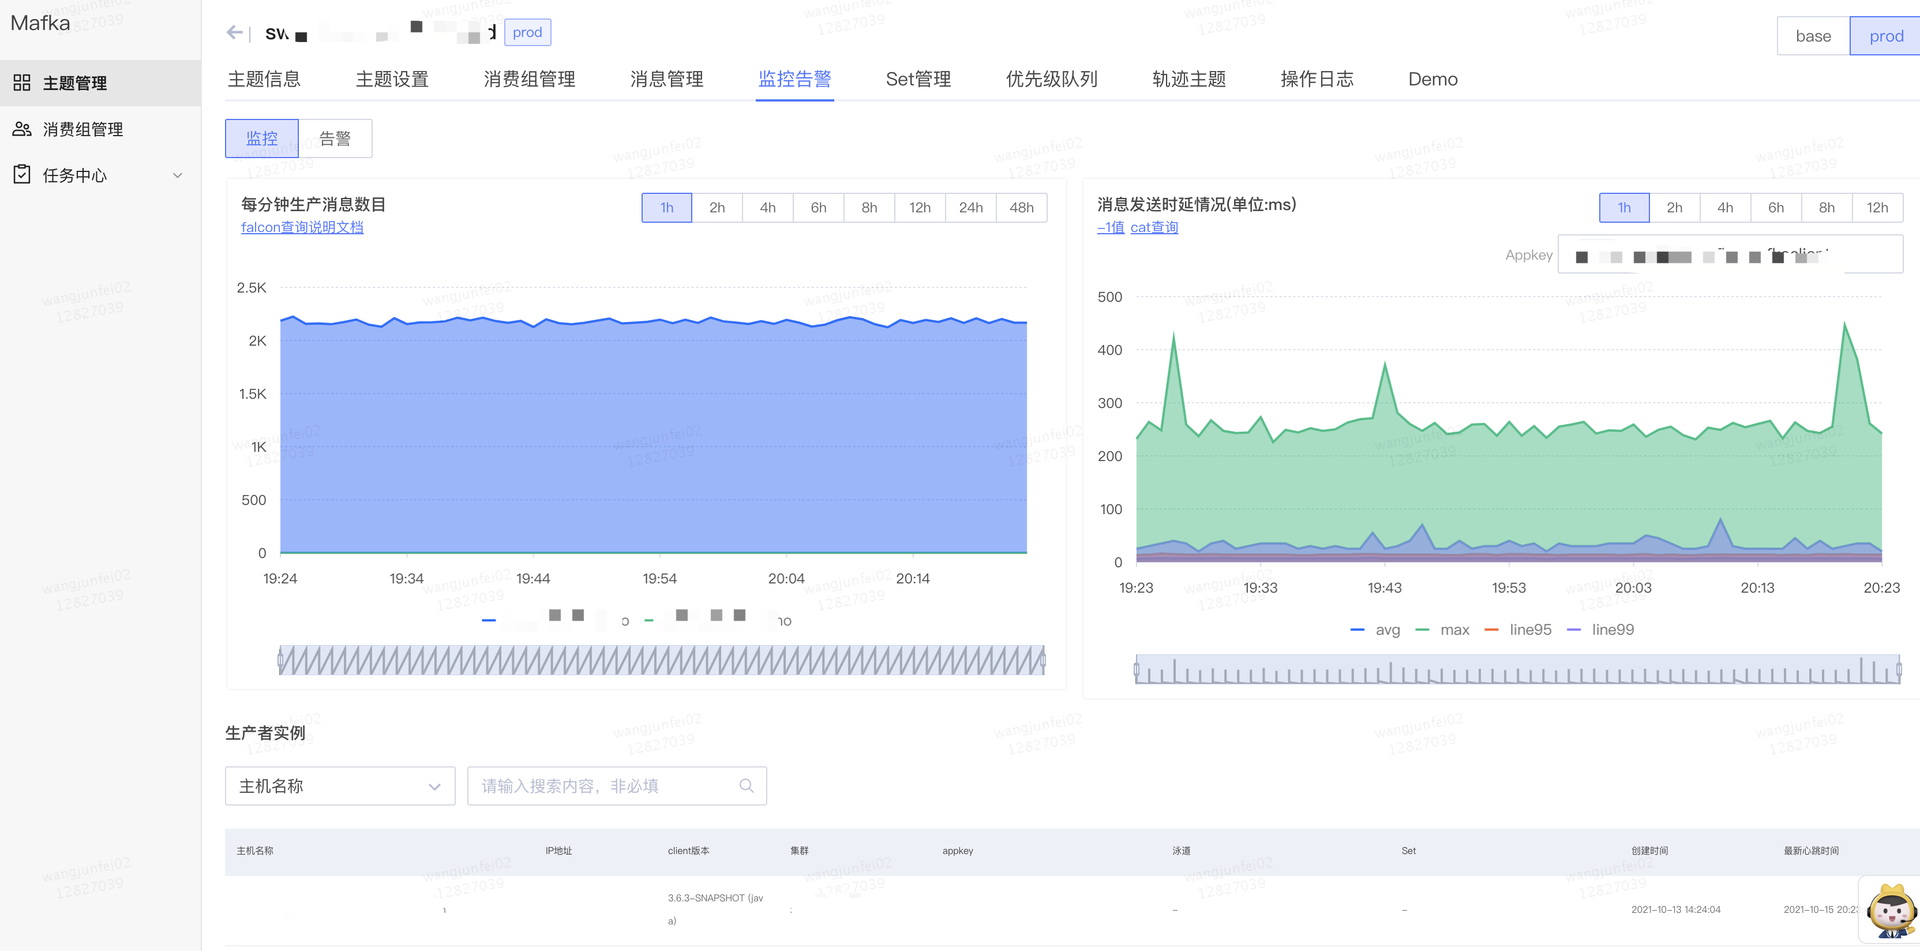 Mafka
主题管理
消费组管理
任务中心
prod
base prod
主题信息 主题设置 消费组管理 消息管理 监控告警 Set管理 优先级队列 轨迹主题 操作日志 Demo
监控 告警
每分钟生产消息数目
falcon查询说明文档
1h 2h 4h 6h 8h 12h 24h 48h
2.5K
2K
1.5K
1K
500
0
19:24 19:34 19:44 19:54 20:04 20:14
消息发送时延情况(单位:ms)
-1值 cat查询
1h 2h 4h 6h 8h 12h
Appkey
500
400
300
200
100
0
19:23 19:33 19:43 19:53 20:03 20:13 20:23
avg max line95 line99
生产者实例
主机名称
请输入搜索内容，非必填
主机名称 IP地址 client版本 集群 appkey 泳道 Set 创建时间 最新心跳时间
3.6.3-SNAPSHOT (jav
a)
- - 2021-10-13 14:24:04 2021-10-15 20:2
wangjunfei02
12827039